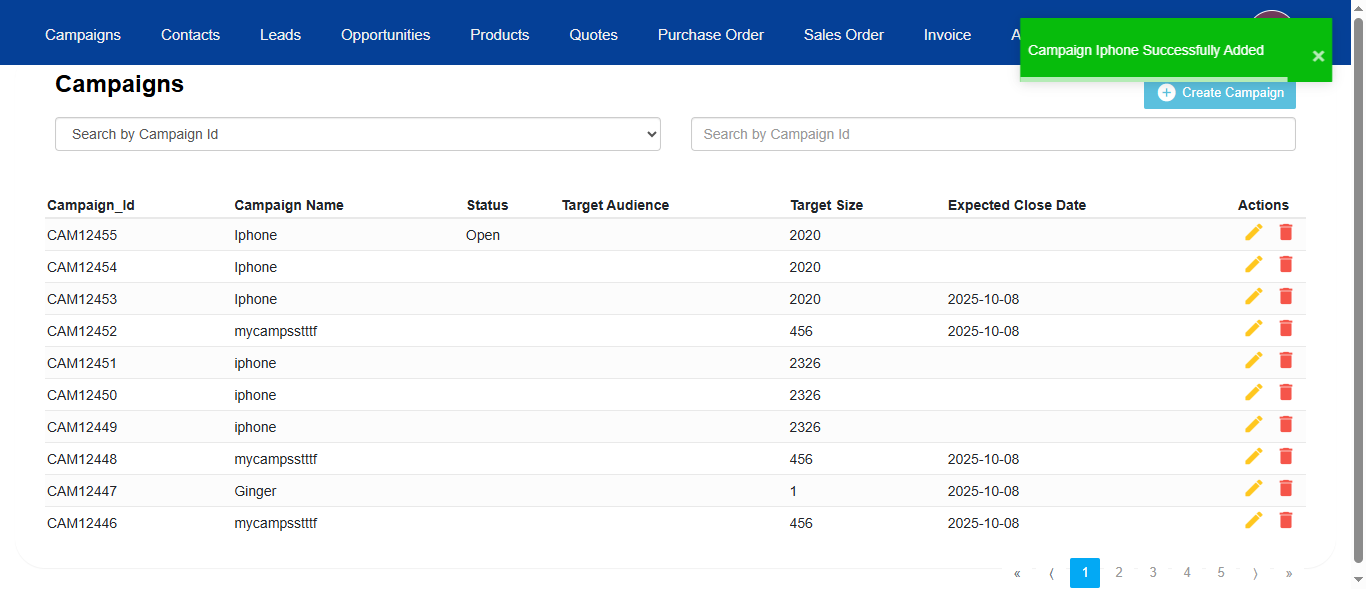 Campaigns Contacts Leads Opportunities Products Quotes Purchase Order Sales Order Invoice
Campaign Iphone Successfully Added ×
Campaigns
+ Create Campaign
Search by Campaign Id Search by Campaign Id
Campaign_Id Campaign Name Status Target Audience Target Size Expected Close Date Actions
CAM12455 Iphone Open 2020
CAM12454 Iphone 2020
CAM12453 Iphone 2020 2025-10-08
CAM12452 mycampsstttf 456 2025-10-08
CAM12451 iphone 2326
CAM12450 iphone 2326
CAM12449 iphone 2326
CAM12448 mycampsstttf 456 2025-10-08
CAM12447 Ginger 1 2025-10-08
CAM12446 mycampsstttf 456 2025-10-08
« ⟨ 1 2 3 4 5 ⟩ »